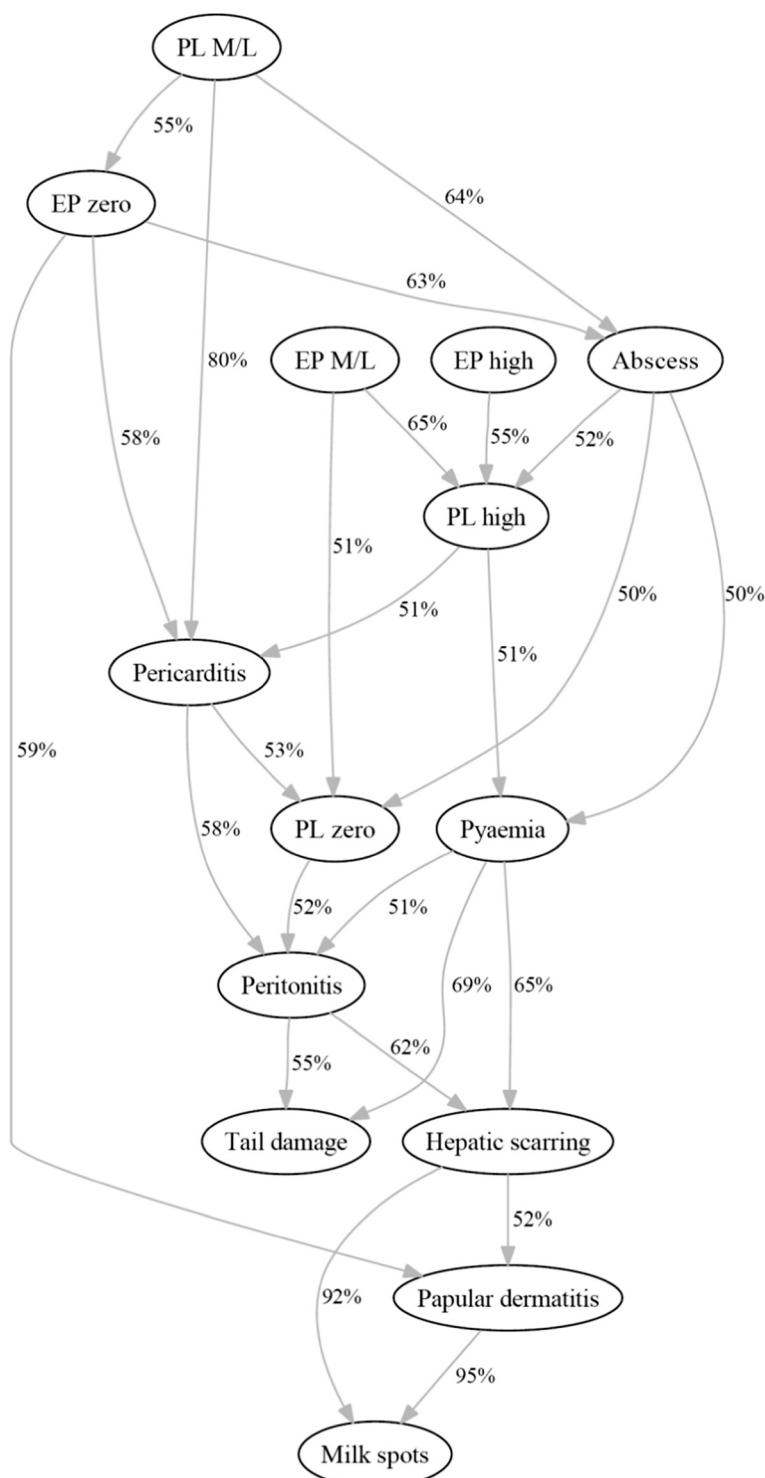 PL M/L
55%
EP zero
64%
63%
EP M/L
EP high
Abscess
80%
58%
65%
55%
52%
PL high
51%
50%
50%
51%
51%
Pericarditis
59%
53%
58%
PL zero
Pyaemia
52%
51%
Peritonitis
69%
65%
55%
62%
Tail damage
Hepatic scarring
52%
92%
Papular dermatitis
95%
Milk spots